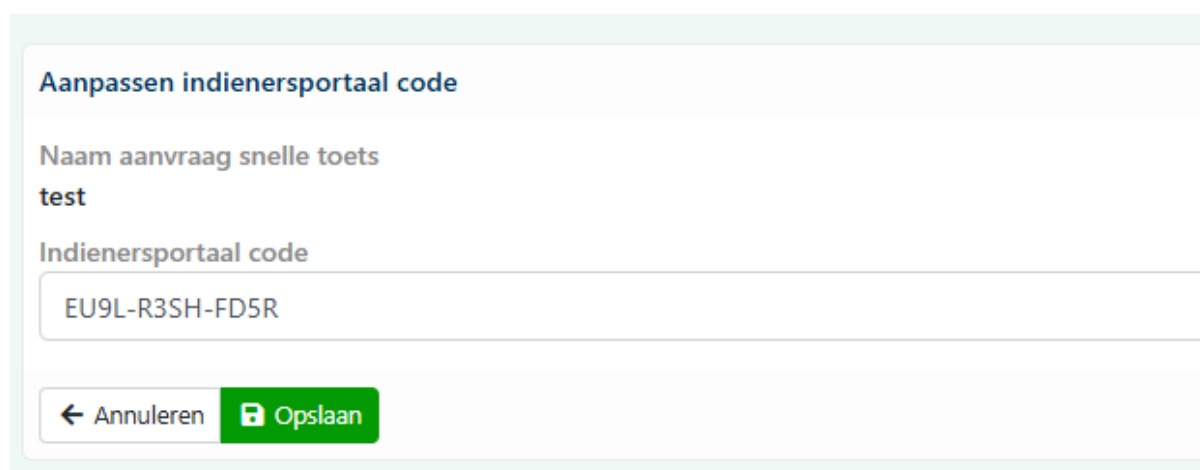 Aanpassen indienersportaal code
Naam aanvraag snelle toets
test
Indienersportaal code
EU9L-R3SH-FD5R
Annuleren Opslaan